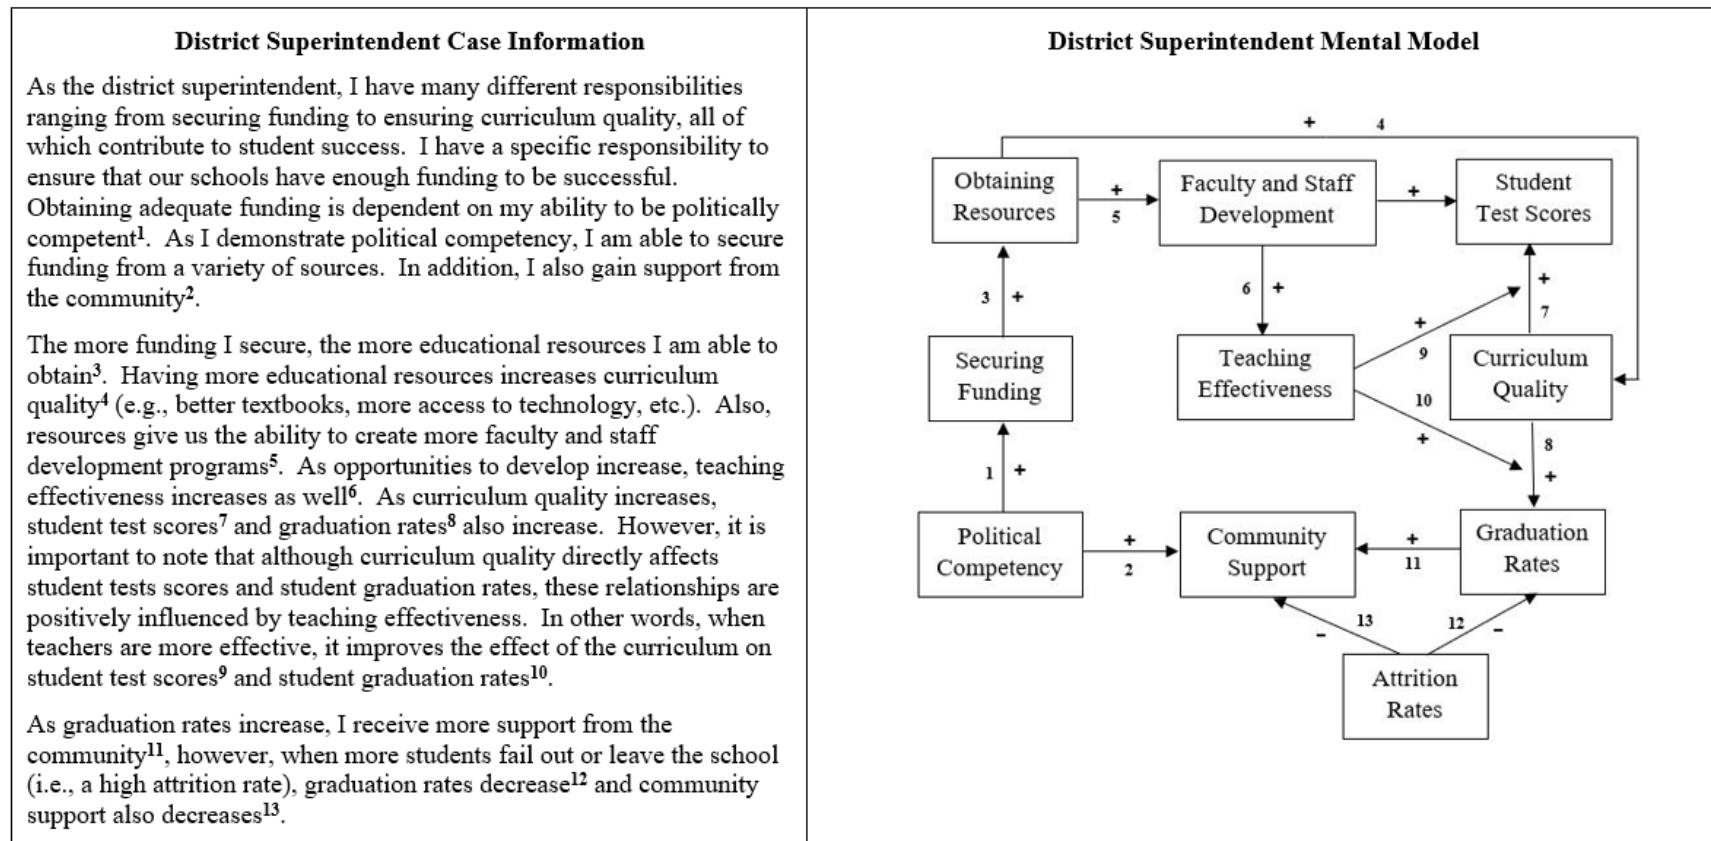 District Superintendent Case Information
As the district superintendent, I have many different responsibilities
ranging from securing funding to ensuring curriculum quality, all of
which contribute to student success.  I have a specific responsibility to
ensure that our schools have enough funding to be successful.
Obtaining adequate funding is dependent on my ability to be politically
competent¹.  As I demonstrate political competency, I am able to secure
funding from a variety of sources.  In addition, I also gain support from
the community².
The more funding I secure, the more educational resources I am able to
obtain³.  Having more educational resources increases curriculum
quality⁴ (e.g., better textbooks, more access to technology, etc.).  Also,
resources give us the ability to create more faculty and staff
development programs⁵.  As opportunities to develop increase, teaching
effectiveness increases as well⁶.  As curriculum quality increases,
student test scores⁷ and graduation rates⁸ also increase.  However, it is
important to note that although curriculum quality directly affects
student tests scores and student graduation rates, these relationships are
positively influenced by teaching effectiveness.  In other words, when
teachers are more effective, it improves the effect of the curriculum on
student test scores⁹ and student graduation rates¹⁰.
As graduation rates increase, I receive more support from the
community¹¹, however, when more students fail out or leave the school
(i.e., a high attrition rate), graduation rates decrease¹² and community
support also decreases¹³.
District Superintendent Mental Model
+ 4
Obtaining
Resources
+
5
Faculty and Staff
Development
+
Student
Test Scores
3 +
6 +
+
7
Securing
Funding
Teaching
Effectiveness
+
9
Curriculum
Quality
10
+
8
+
1 +
Political
Competency
+
2
Community
Support
+
11
Graduation
Rates
13
-
12
-
Attrition
Rates